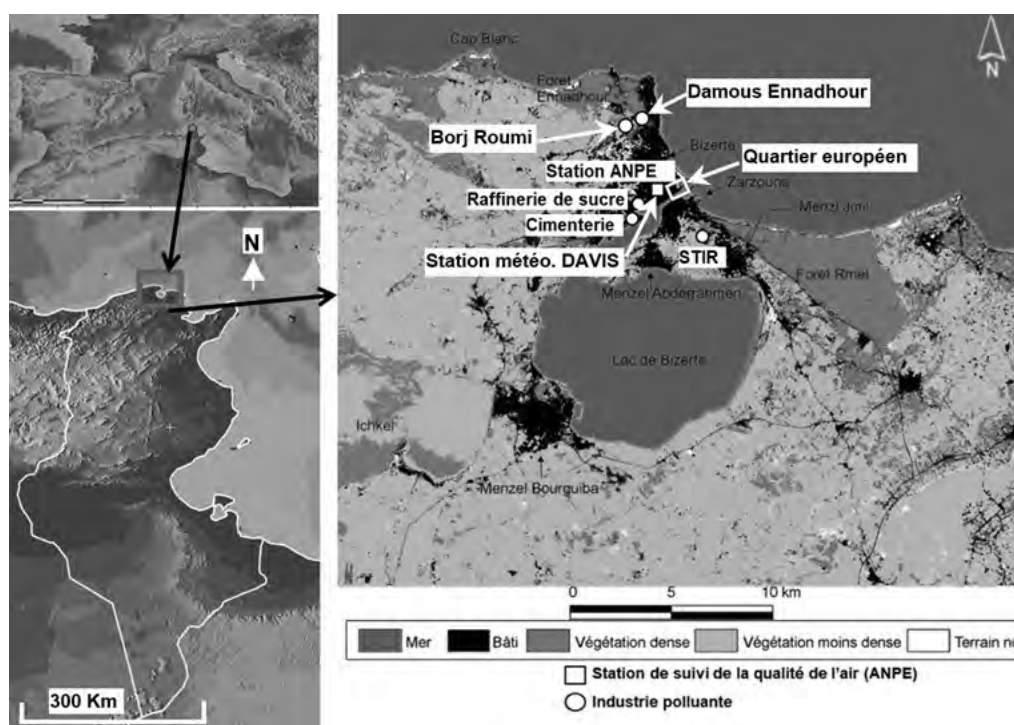 N
300 Km
Cap Blanc
Foret
Ennadhour
Damous Ennadhour
Borj Roumi
Bizerte
Station ANPE
Quartier européen
Zarzouna
Raffinerie de sucre
Menzl Jmil
Cimenterie
Station météo. DAVIS
STIR
Foret Rmel
Menzel Abderrahmen
Lac de Bizerte
Ichkel
Menzel Bourguiba
N
0 5 10 km
Mer Bâti Végétation dense Végétation moins dense Terrain nu
Station de suivi de la qualité de l'air (ANPE)
Industrie polluante